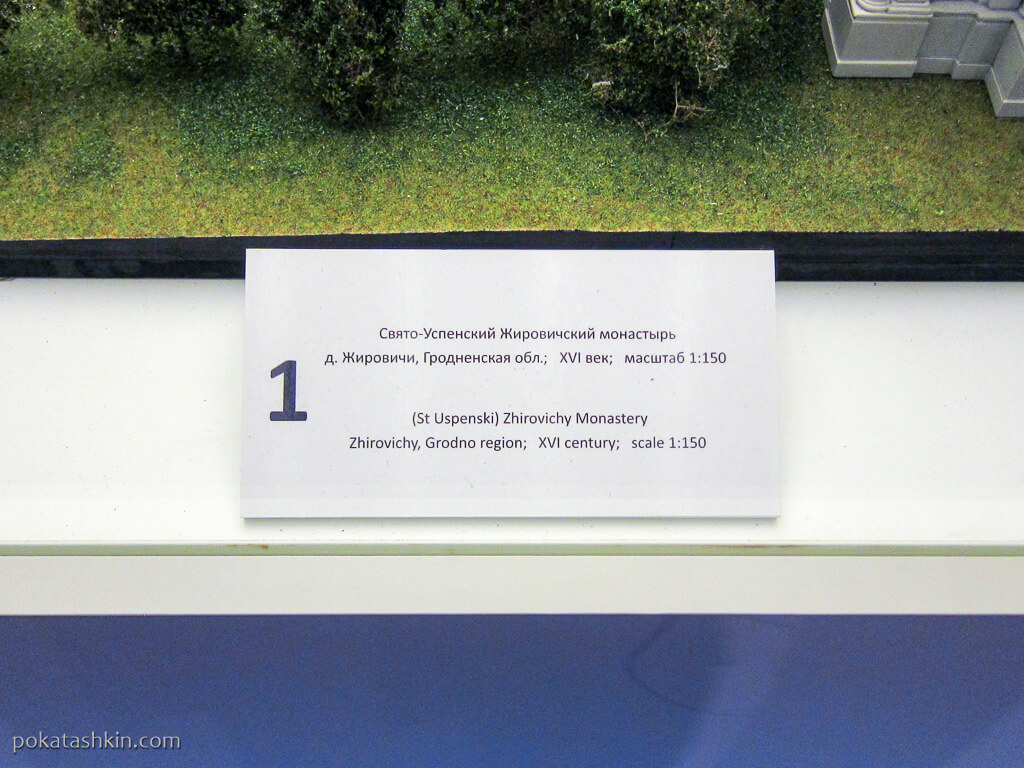 1
Свято-Успенский Жировичский монастырь
д. Жировичи, Гродненская обл.; XVI век; масштаб 1:150
(St Uspenski) Zhirovichy Monastery
Zhirovichy, Grodno region; XVI century; scale 1:150
pokatashkin.com